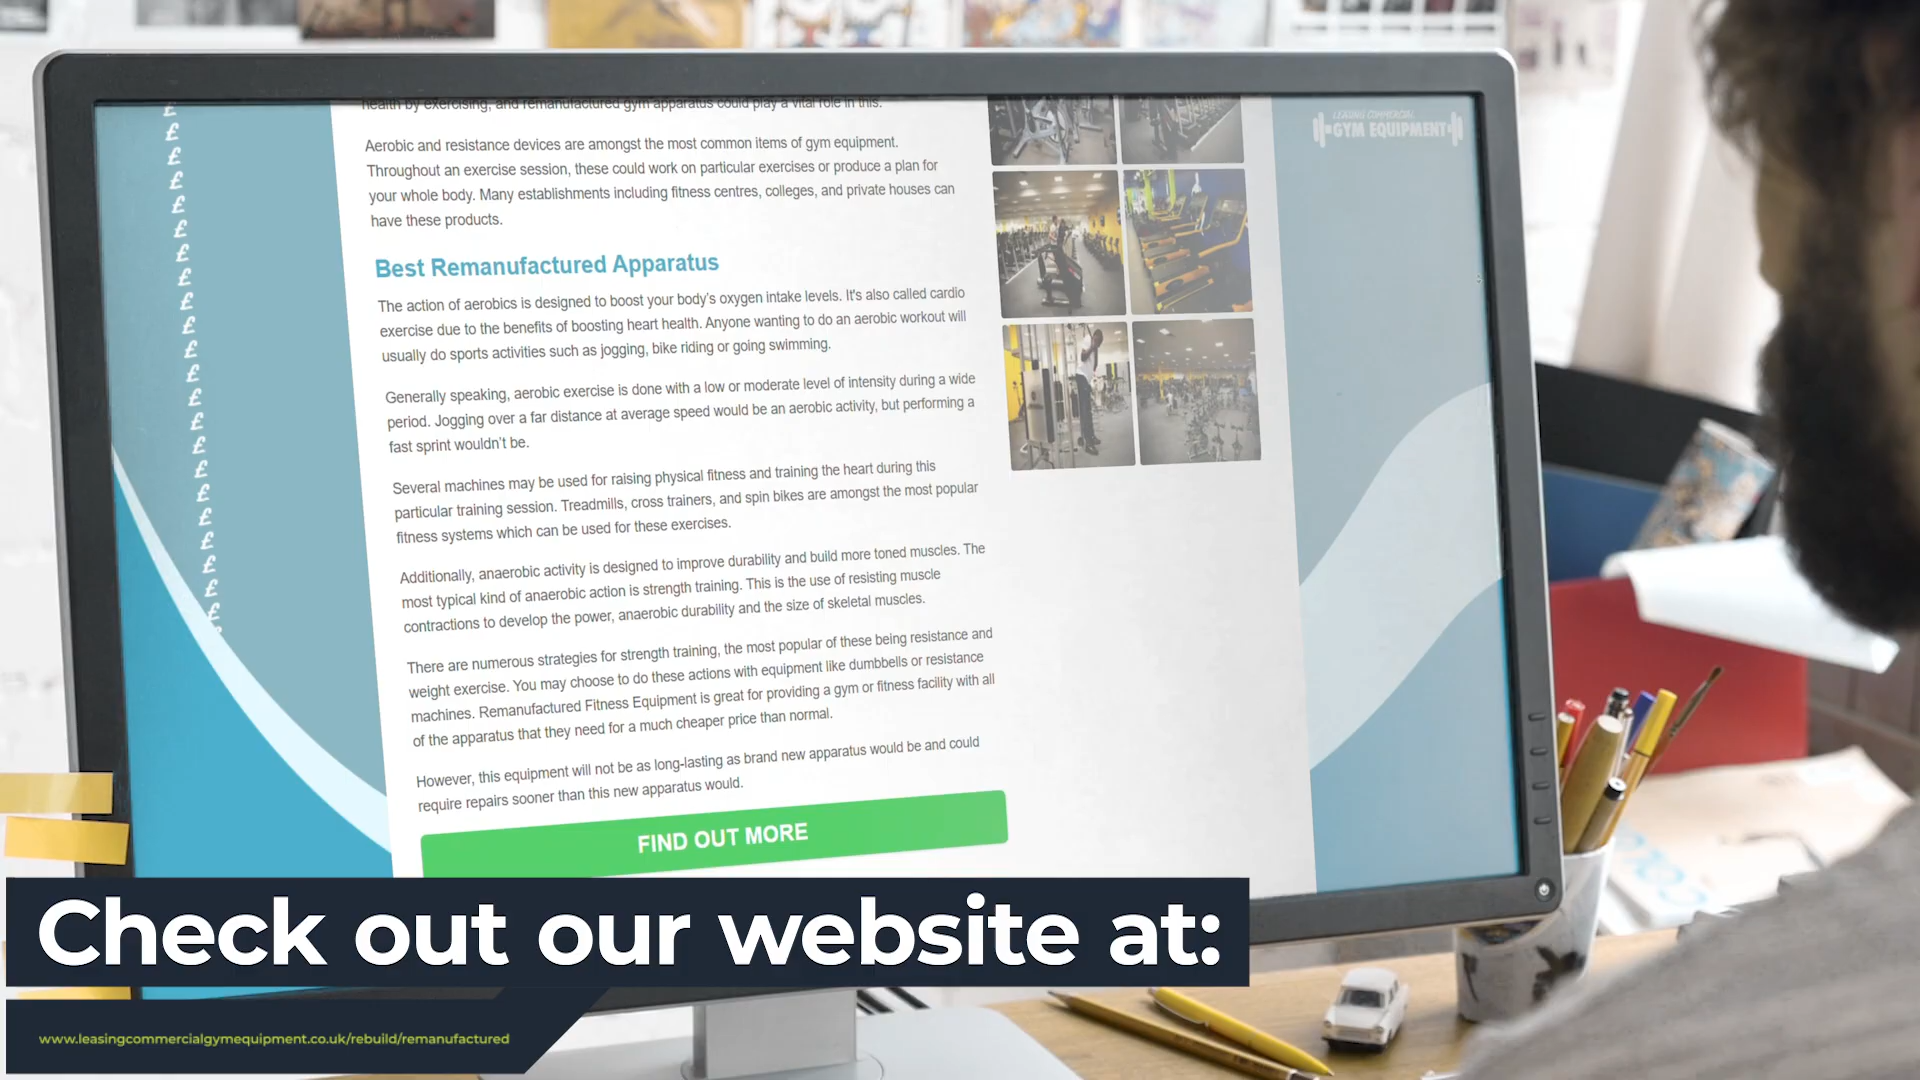 health by exercising, and remanufactured gym apparatus could play a vital role in this.
Aerobic and resistance devices are amongst the most common items of gym equipment.
Throughout an exercise session, these could work on particular exercises or produce a plan for
your whole body. Many establishments including fitness centres, colleges, and private houses can
have these products.
Best Remanufactured Apparatus
The action of aerobics is designed to boost your body's oxygen intake levels. It's also called cardio
exercise due to the benefits of boosting heart health. Anyone wanting to do an aerobic workout will
usually do sports activities such as jogging, bike riding or going swimming.
Generally speaking, aerobic exercise is done with a low or moderate level of intensity during a wide
period. Jogging over a far distance at average speed would be an aerobic activity, but performing a
fast sprint wouldn't be.
Several machines may be used for raising physical fitness and training the heart during this
particular training session. Treadmills, cross trainers, and spin bikes are amongst the most popular
fitness systems which can be used for these exercises.
Additionally, anaerobic activity is designed to improve durability and build more toned muscles. The
most typical kind of anaerobic action is strength training. This is the use of resisting muscle
contractions to develop the power, anaerobic durability and the size of skeletal muscles.
There are numerous strategies for strength training, the most popular of these being resistance and
weight exercise. You may choose to do these actions with equipment like dumbbells or resistance
machines. Remanufactured Fitness Equipment is great for providing a gym or fitness facility with all
of the apparatus that they need for a much cheaper price than normal.
However, this equipment will not be as long-lasting as brand new apparatus would be and could
require repairs sooner than this new apparatus would.
FIND OUT MORE
LEASING COMMERCIAL
GYM EQUIPMENT
Check out our website at:
www.leasingcommercialgymequipment.co.uk/rebuild/remanufactured